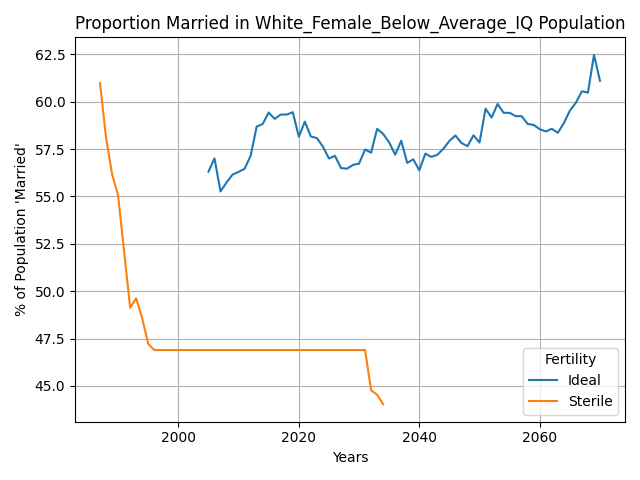 Proportion Married in White_Female_Below_Average_IQ Population
% of Population 'Married'
62.5
60.0
57.5
55.0
52.5
50.0
47.5
45.0
2000
2020
2040
2060
Years
Fertility
Ideal
Sterile